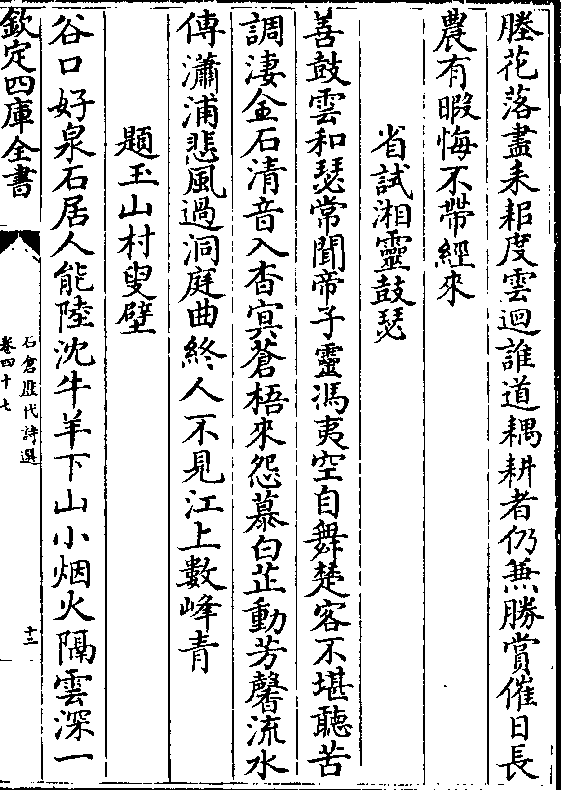 塍花落盡耒耜度雲迴誰道耦耕者仍兼勝賞催日長
農有暇悔不帶經來
省試湘靈鼓瑟
善鼓雲和瑟常聞帝子靈馮夷空自舞楚客不堪聽苦
調淒金石清音入杳冥蒼梧來怨慕白芷動芳馨流水
傳瀟浦悲風過洞庭曲終人不見江上數峰青
題玉山村叟壁
谷口好泉石居人能陸沈牛羊下山小烟火隔雲深一
欽定四庫全書
石倉歷代詩選
卷四十七
十三